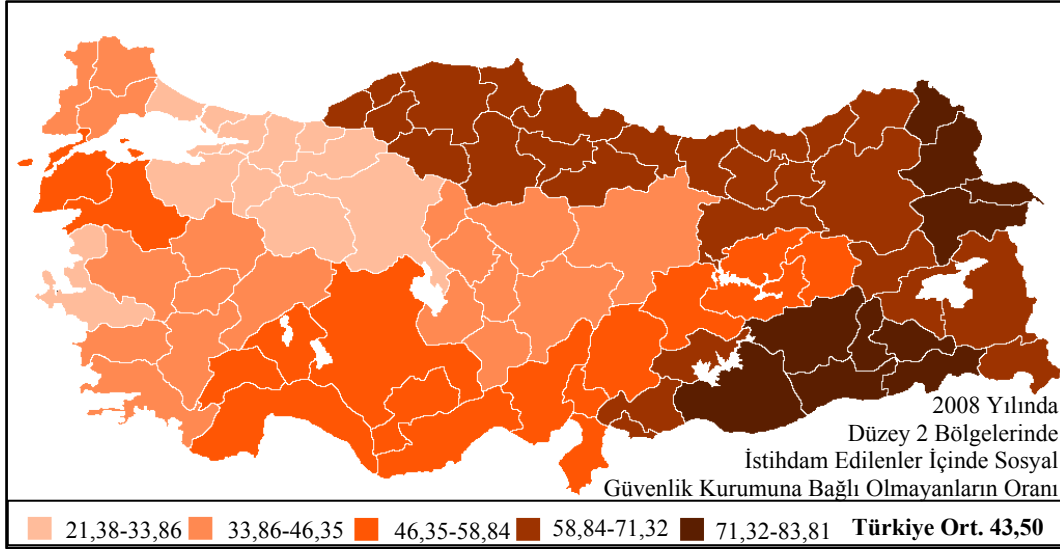 2008 Yılında
Düzey 2 Bölgelerinde
İstihdam Edilenler İçinde Sosyal
Güvenlik Kurumuna Bağlı Olmayanların Oranı
21,38-33,86 33,86-46,35 46,35-58,84 58,84-71,32 71,32-83,81 Türkiye Ort. 43,50